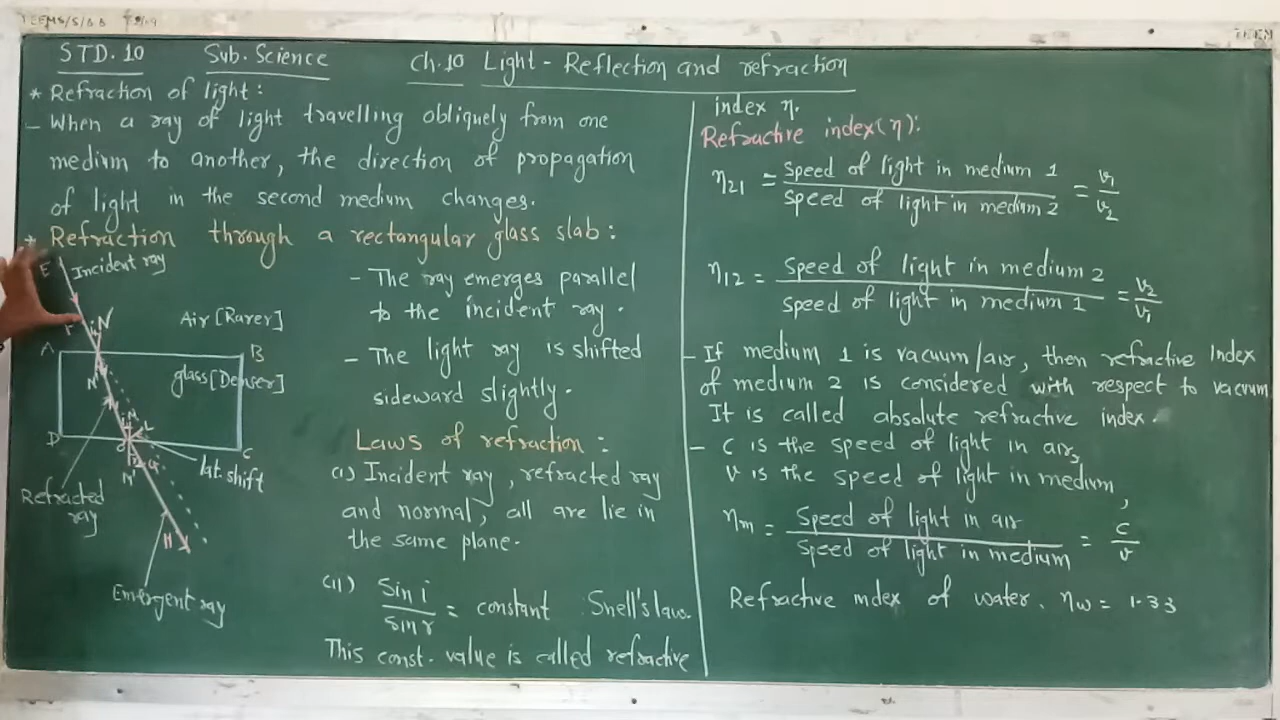 STD. 10 Sub. Science Ch. 10 Light - Reflection and refraction
* Refraction of light :
- When a ray of light travelling obliquely from one
medium to another, the direction of propagation
of light in the second medium changes.
* Refraction through a rectangular glass slab :
E Incident ray
F N
Air [Rarer]
A B
glass [Denser]
M
N
L
D C
lat. shift
M'
Refracted
ray
H
Emergent ray
- The ray emerges parallel
to the incident ray.
- The light ray is shifted
sideward slightly.
Laws of refraction :
(i) Incident ray, refracted ray
and normal, all are lie in
the same plane.
(ii) Sin i / sin r = constant Snell's law.
This const. value is called refractive
index η.
Refractive index (η):
η21 = Speed of light in medium 1 / speed of light in medium 2 = v1 / v2
η12 = Speed of light in medium 2 / speed of light in medium 1 = v2 / v1
- If medium 1 is vacuum/air, then refractive index
of medium 2 is considered with respect to vacuum
It is called absolute refractive index.
- C is the speed of light in air,
v is the speed of light in medium,
ηm = Speed of light in air / Speed of light in medium = c / v
Refractive index of water. ηw = 1.33